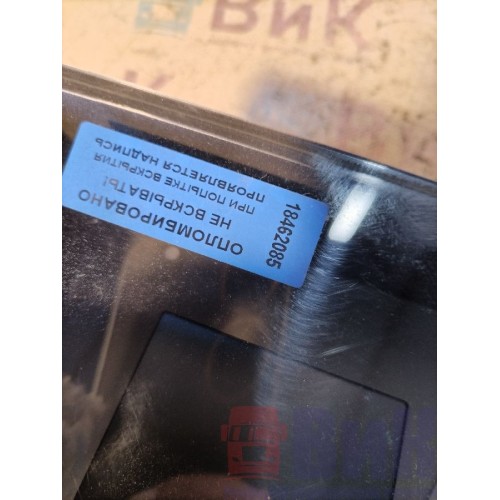 ОПЛОМБИРОВАНО
НЕ ВСКРЫВАТЬ!
ПРИ ПОПЫТКЕ ВСКРЫТИЯ
ПРОЯВЛЯЕТСЯ НАДПИСЬ
18462085
ВиК